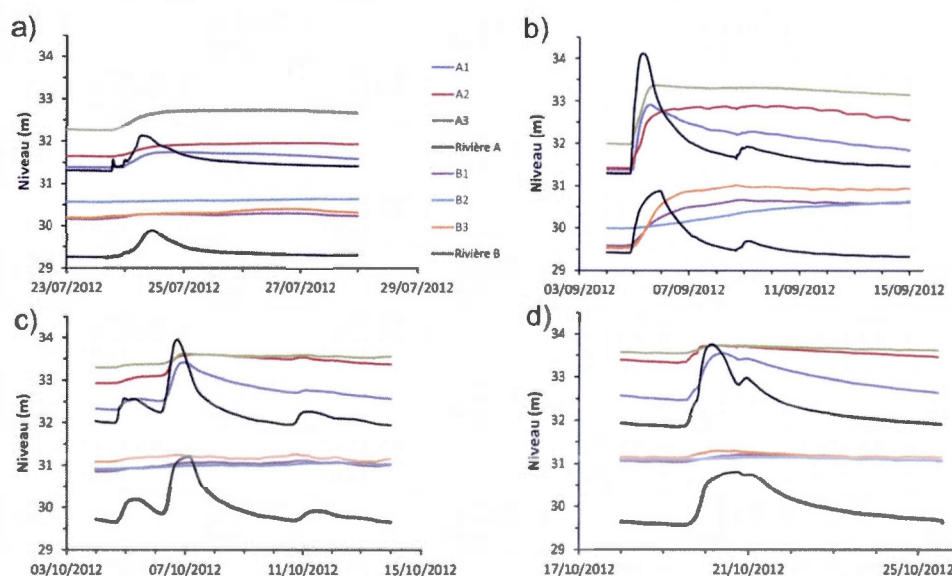 a)
34
33
32
31
30
29
Niveau (m)
23/07/2012
25/07/2012
27/07/2012
29/07/2012
A1
A2
A3
Rivière A
B1
B2
B3
Rivière B
b)
34
33
32
31
30
29
Niveau (m)
03/09/2012
07/09/2012
11/09/2012
15/09/2012
c)
34
33
32
31
30
29
Niveau (m)
03/10/2012
07/10/2012
11/10/2012
15/10/2012
d)
34
33
32
31
30
29
Niveau (m)
17/10/2012
21/10/2012
25/10/2012